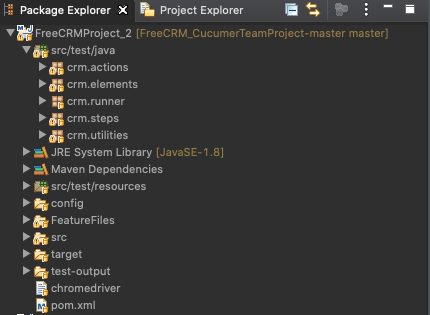 Package Explorer Project Explorer
FreeCRMProject_2 [FreeCRM_CucumerTeamProject-master master]
src/test/java
crm.actions
crm.elements
crm.runner
crm.steps
crm.utilities
JRE System Library [JavaSE-1.8]
Maven Dependencies
src/test/resources
config
FeatureFiles
src
target
test-output
chromedriver
pom.xml